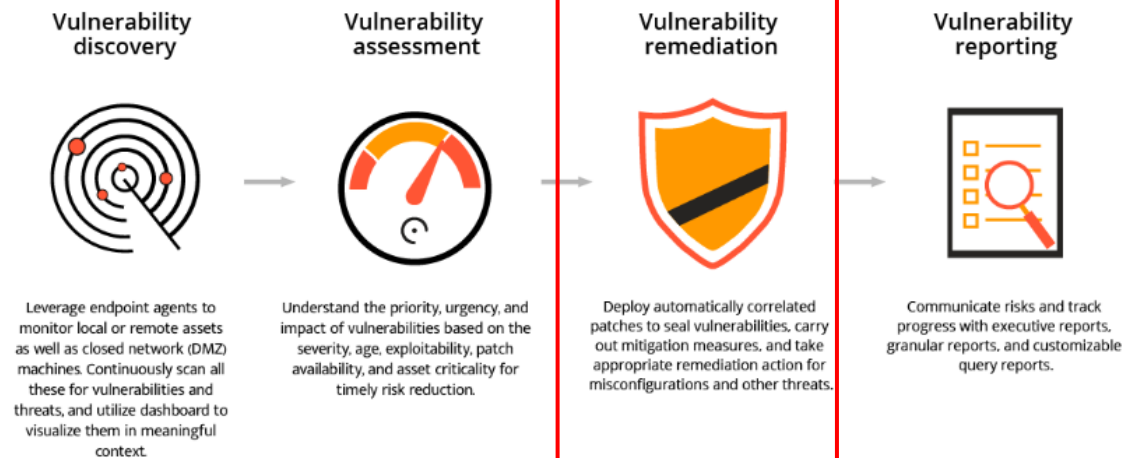 Vulnerability
discovery
Leverage endpoint agents to
monitor local or remote assets
as well as closed network (DMZ)
machines. Continuously scan all
these for vulnerabilities and
threats, and utilize dashboard to
visualize them in meaningful
context.
Vulnerability
assessment
Understand the priority, urgency, and
impact of vulnerabilities based on the
severity, age, exploitability, patch
availability, and asset criticality for
timely risk reduction.
Vulnerability
remediation
Deploy automatically correlated
patches to seal vulnerabilities, carry
out mitigation measures, and take
appropriate remediation action for
misconfigurations and other threats.
Vulnerability
reporting
Communicate risks and track
progress with executive reports,
granular reports, and customizable
query reports.